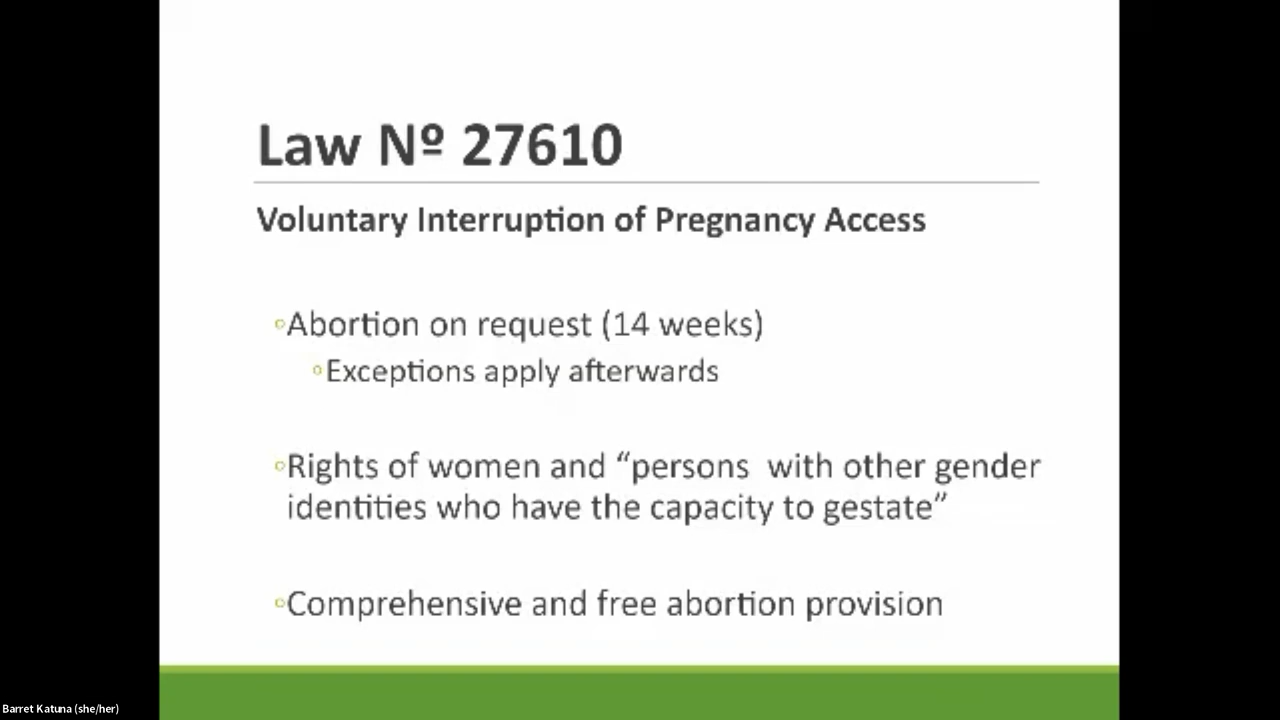 Law Nº 27610
Voluntary Interruption of Pregnancy Access
◦Abortion on request (14 weeks)
◦Exceptions apply afterwards
◦Rights of women and “persons  with other gender
identities who have the capacity to gestate”
◦Comprehensive and free abortion provision
Barret Katuna (she/her)